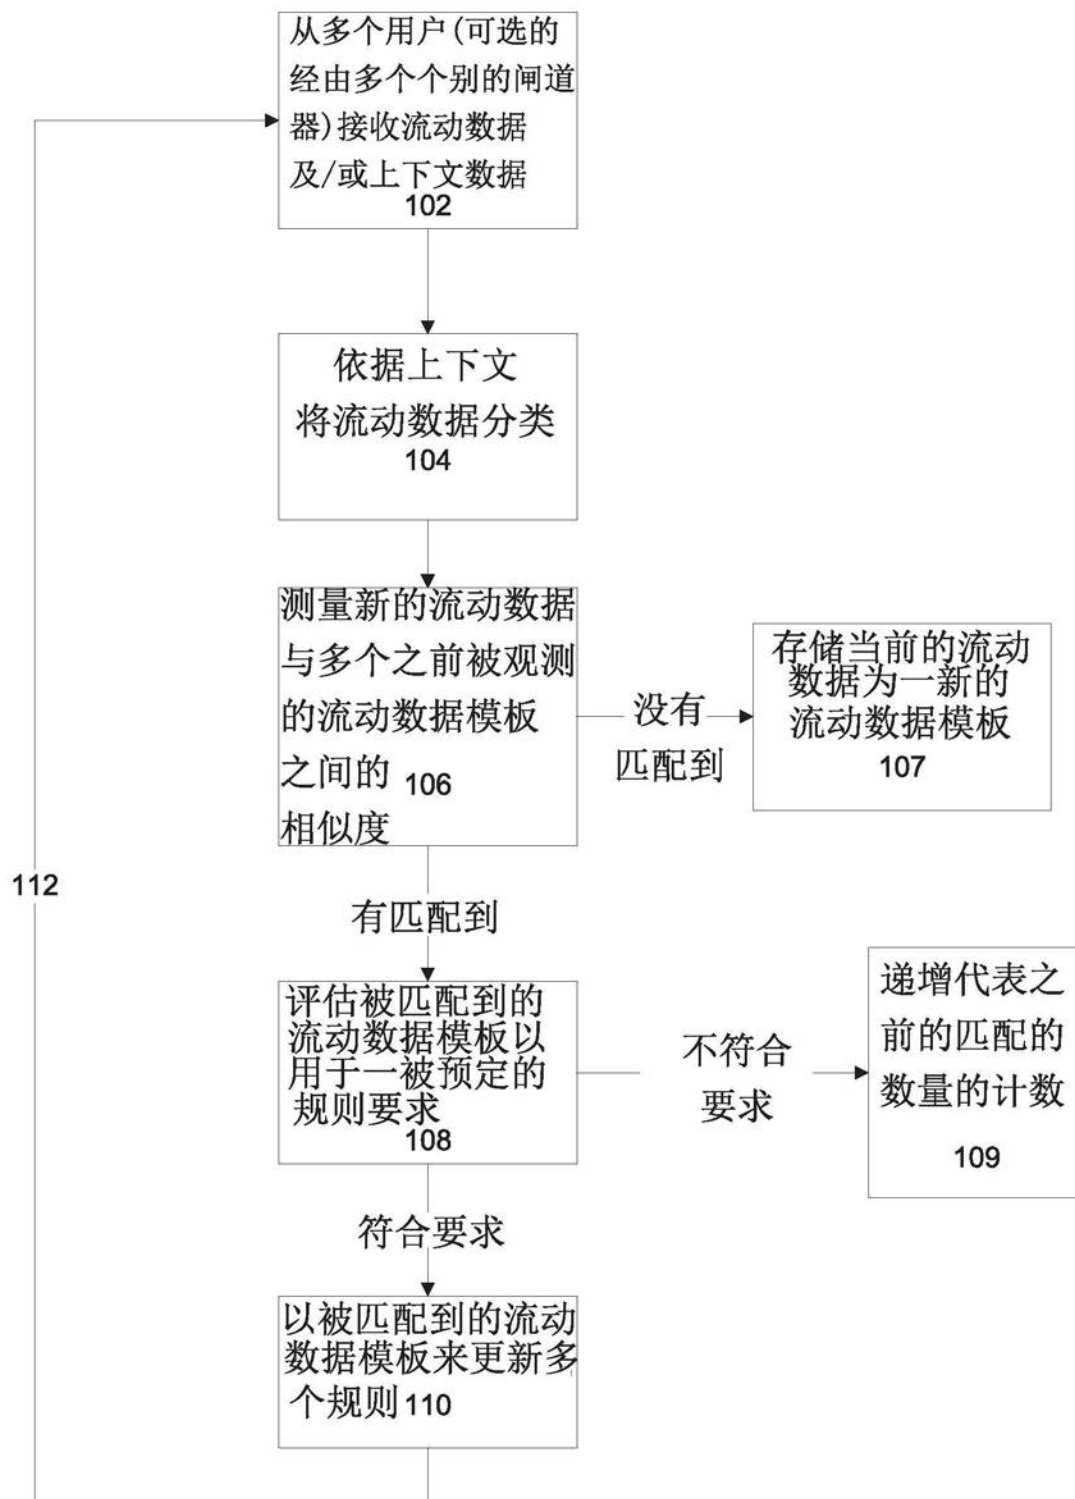 从多个用户(可选的
经由多个个别的闸道
器)接收流动数据
及/或上下文数据
102
依据上下文
将流动数据分类
104
测量新的流动数据
与多个之前被观测
的流动数据模板
之间的 106
相似度
没有
匹配到
存储当前的流动
数据为一新的
流动数据模板
107
112
有匹配到
评估被匹配到的
流动数据模板以
用于一被预定的
规则要求
108
不符合
要求
递增代表之
前的匹配的
数量的计数
109
符合要求
以被匹配到的流动
数据模板来更新多
个规则 110